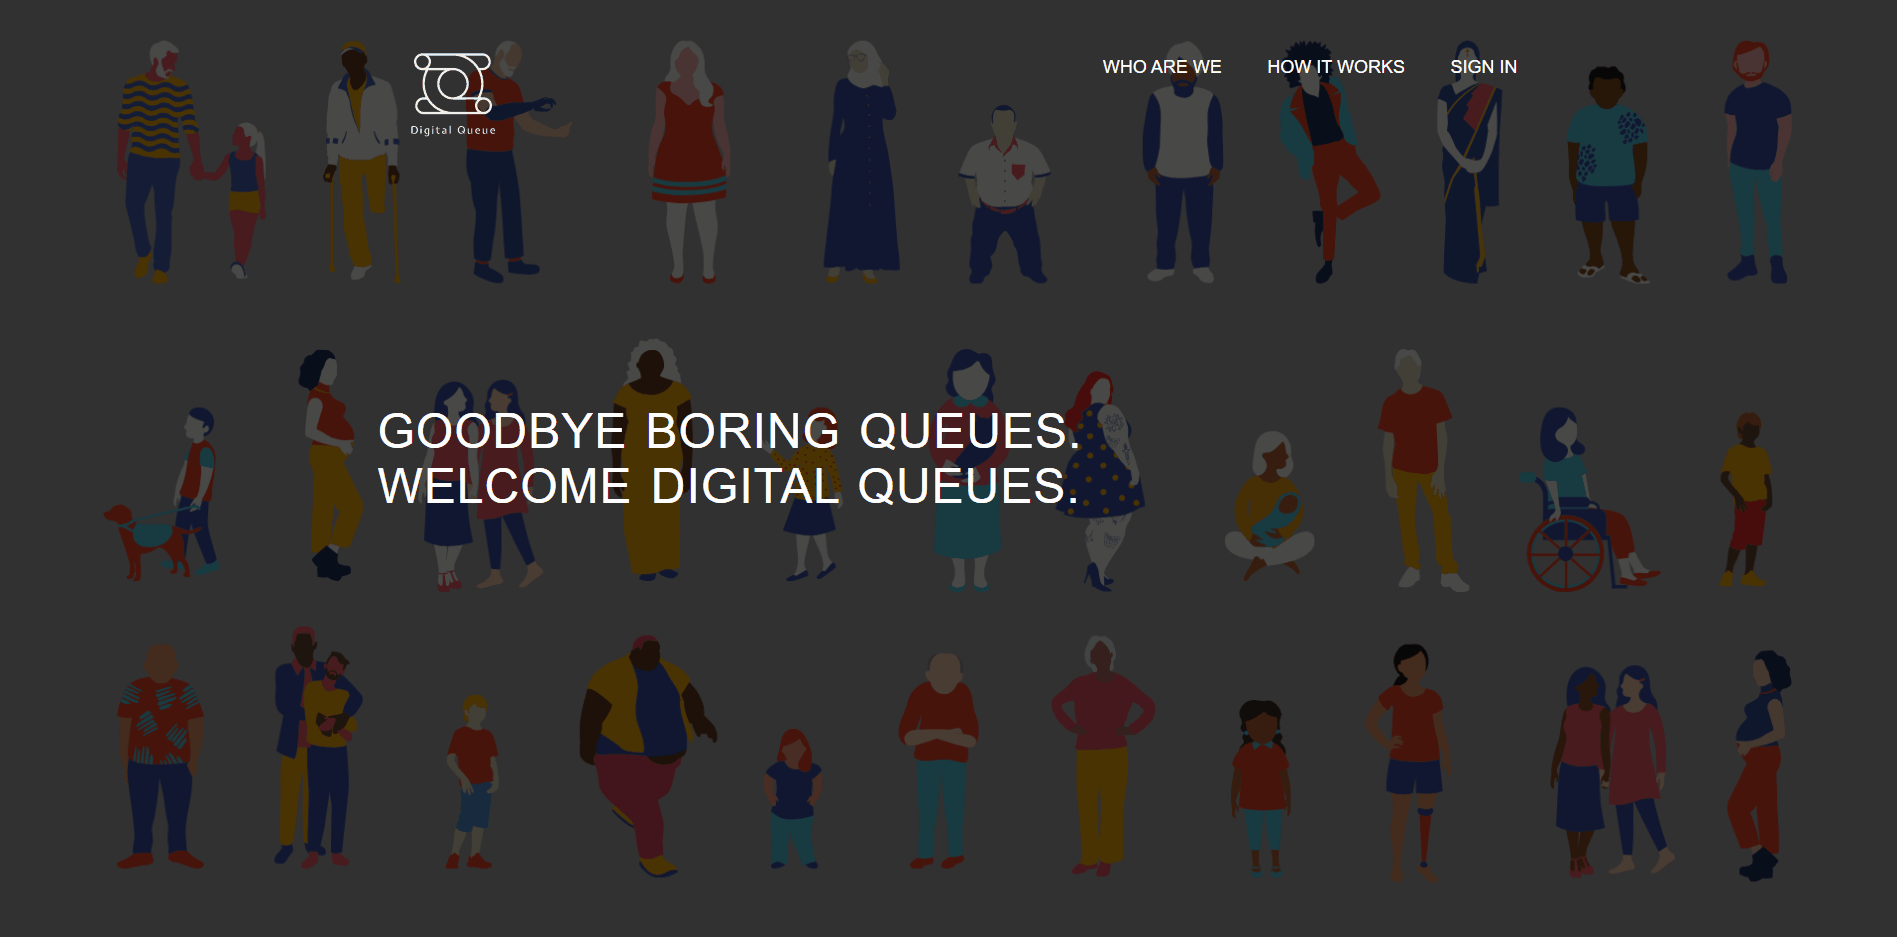 WHO ARE WE
HOW IT WORKS
SIGN IN
Digital Queue
GOODBYE BORING QUEUES.
WELCOME DIGITAL QUEUES.